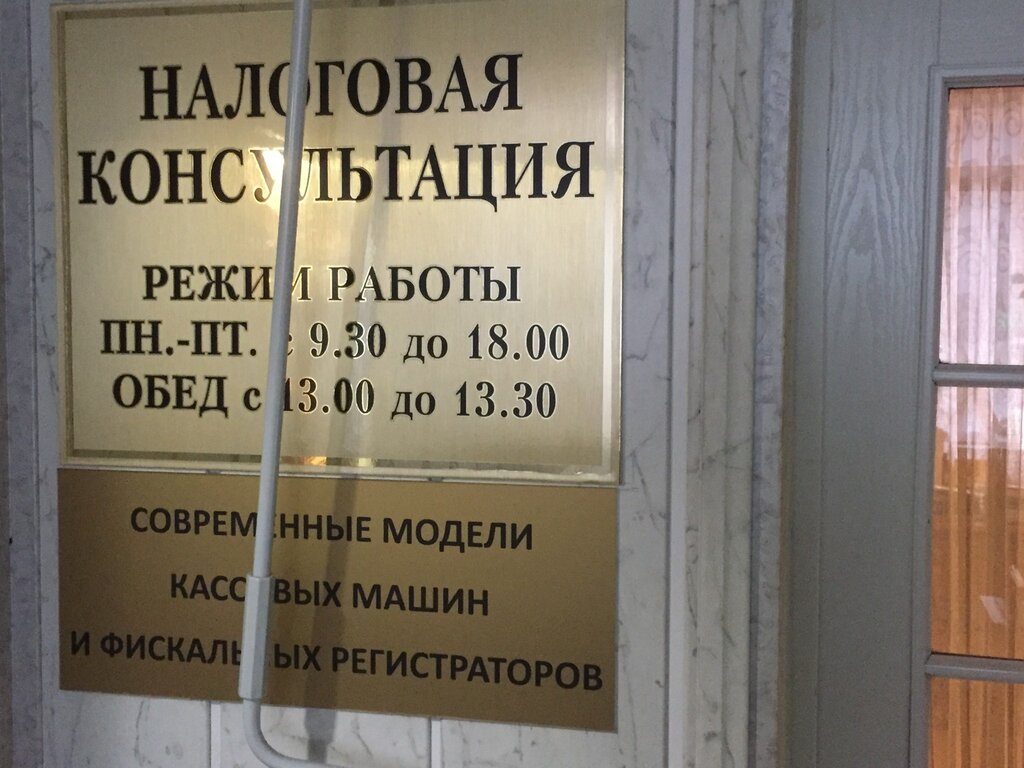 НАЛОГОВАЯ
КОНСУЛЬТАЦИЯ
РЕЖИМ РАБОТЫ
ПН.-ПТ. с 9.30 до 18.00
ОБЕД с 13.00 до 13.30
СОВРЕМЕННЫЕ МОДЕЛИ
КАССОВЫХ МАШИН
И ФИСКАЛЬНЫХ РЕГИСТРАТОРОВ